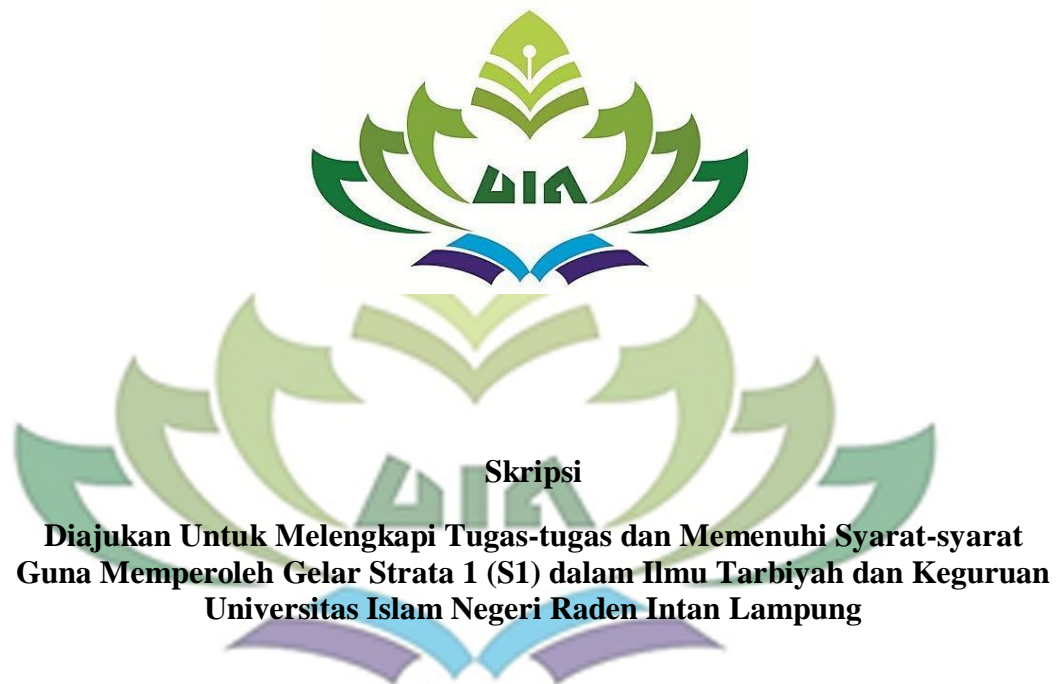 UIN
Skripsi
Diajukan Untuk Melengkapi Tugas-tugas dan Memenuhi Syarat-syarat
Guna Memperoleh Gelar Strata 1 (S1) dalam Ilmu Tarbiyah dan Keguruan
Universitas Islam Negeri Raden Intan Lampung
UIN